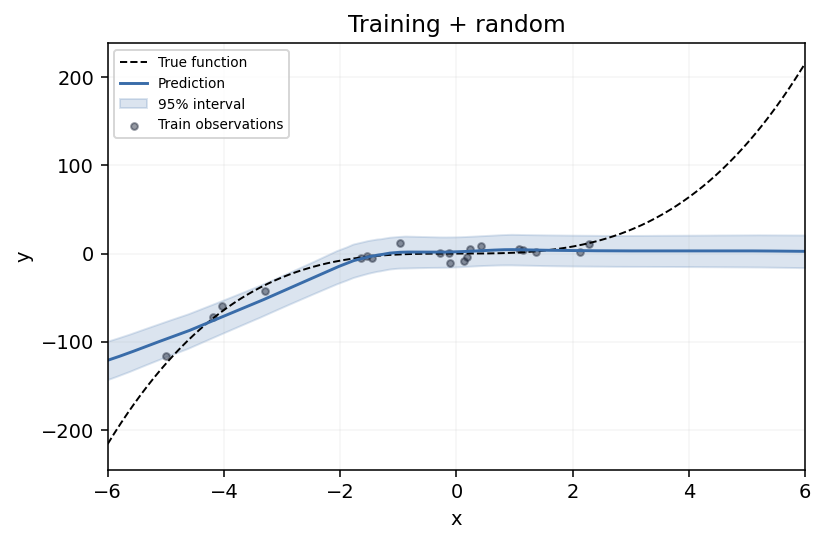 Training + random
True function
Prediction
95% interval
Train observations
200
100
0
−100
−200
y
−6
−4
−2
0
2
4
6
x